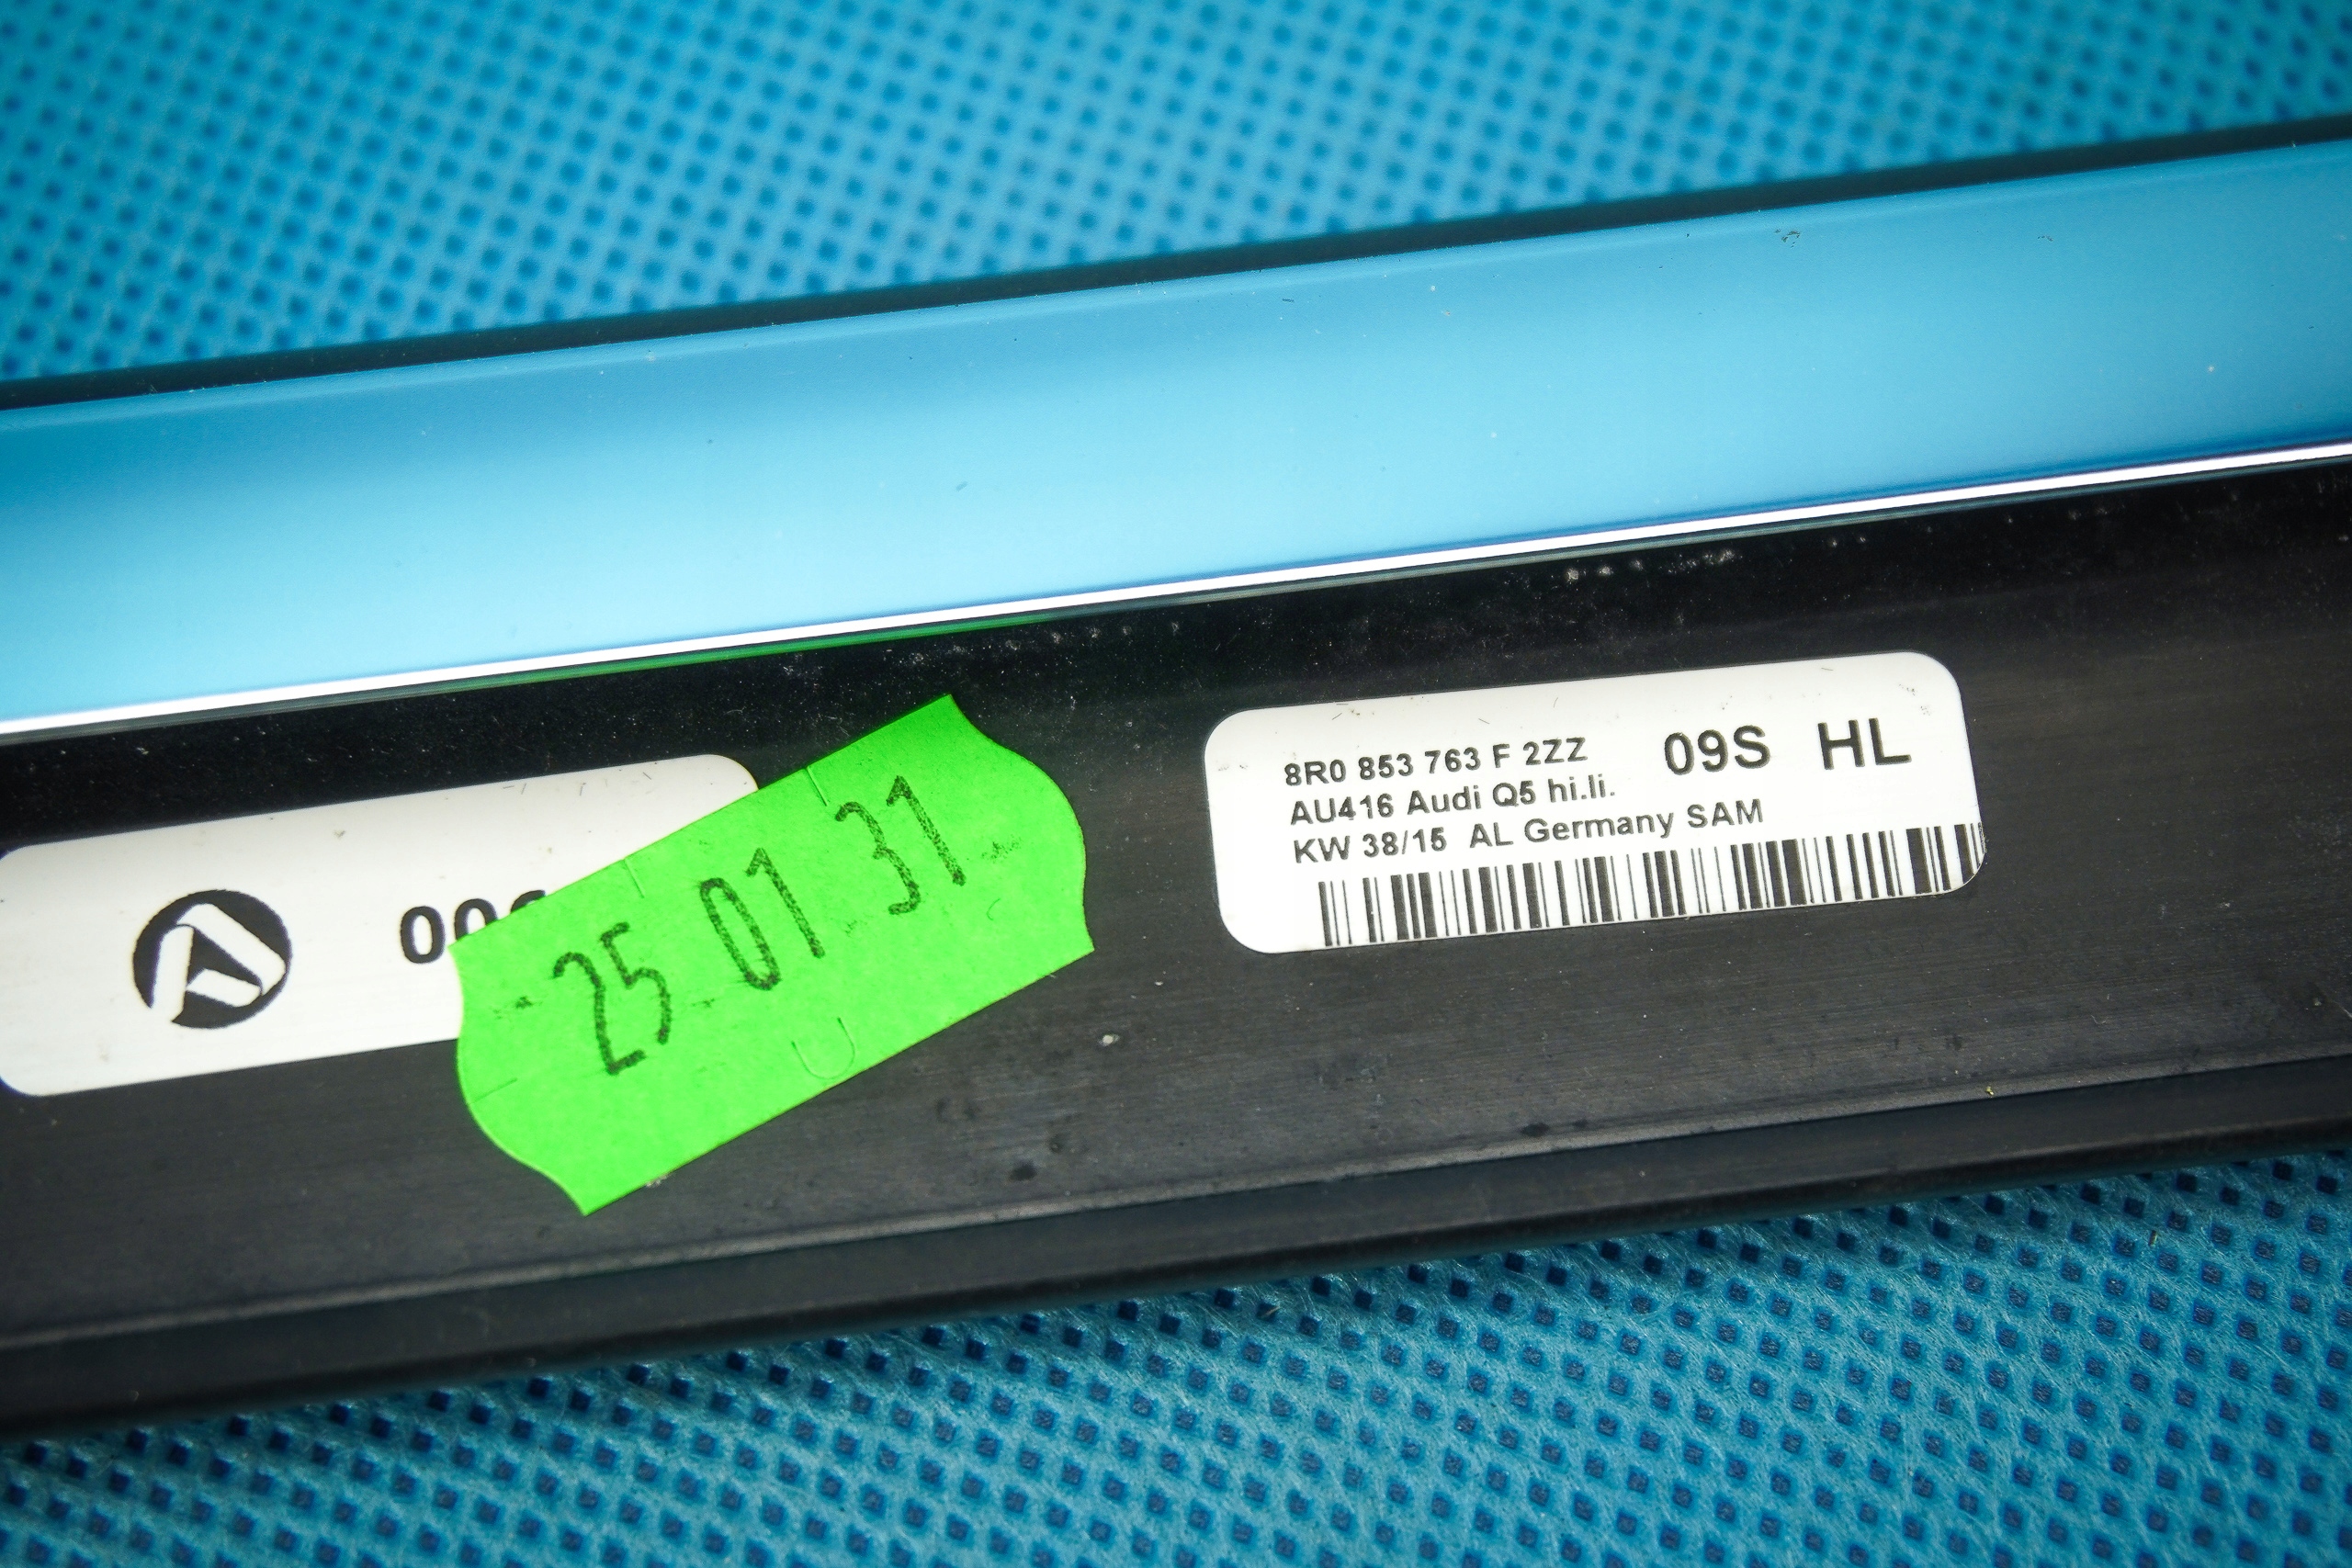 8R0 853 763 F 2ZZ 09S HL
AU416 Audi Q5 hi.li.
KW 38/15 AL Germany SAM
25 01 31